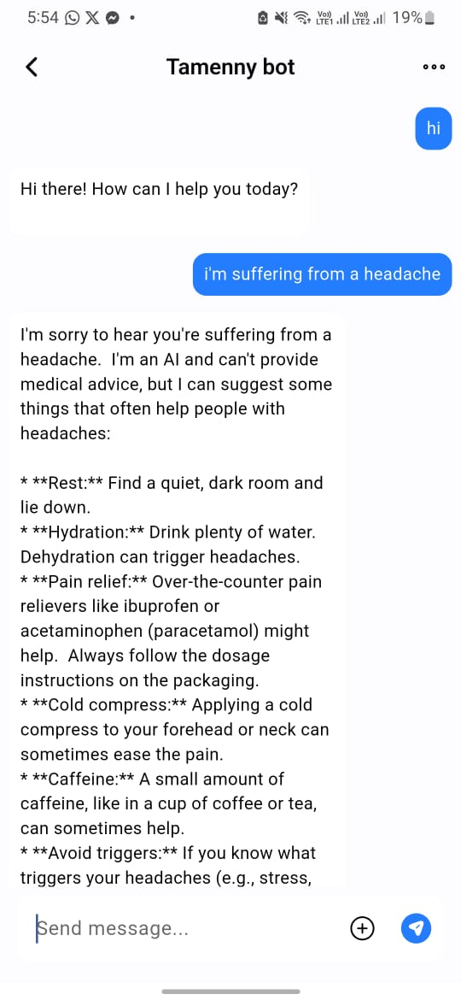 5:54 19%
Tamenny bot
hi
Hi there! How can I help you today?
i'm suffering from a headache
I'm sorry to hear you're suffering from a
headache.  I'm an AI and can't provide
medical advice, but I can suggest some
things that often help people with
headaches:
* **Rest:** Find a quiet, dark room and
lie down.
* **Hydration:** Drink plenty of water.
Dehydration can trigger headaches.
* **Pain relief:** Over-the-counter pain
relievers like ibuprofen or
acetaminophen (paracetamol) might
help.  Always follow the dosage
instructions on the packaging.
* **Cold compress:** Applying a cold
compress to your forehead or neck can
sometimes ease the pain.
* **Caffeine:** A small amount of
caffeine, like in a cup of coffee or tea,
can sometimes help.
* **Avoid triggers:** If you know what
triggers your headaches (e.g., stress,
Send message...